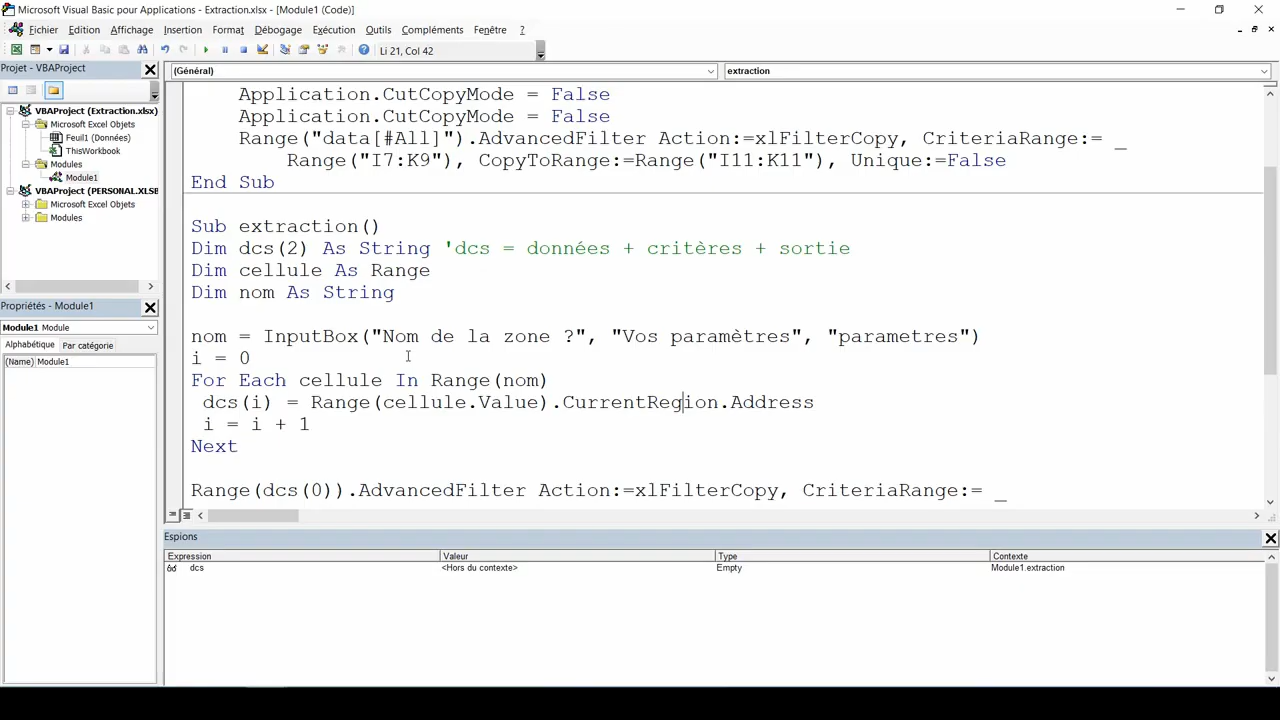 Microsoft Visual Basic pour Applications - Extraction.xlsx - [Module1 (Code)]
Fichier Edition Affichage Insertion Format Débogage Exécution Outils Compléments Fenêtre ?
Li 21, Col 42
Projet - VBAProject
VBAProject (Extraction.xlsx)
Microsoft Excel Objets
Feuil1 (Données)
ThisWorkbook
Modules
Module1
VBAProject (PERSONAL.XLSB
Microsoft Excel Objets
Modules
Propriétés - Module1
Module1 Module
Alphabétique Par catégorie
(Name) Module1
(Général) extraction
Application.CutCopyMode = False
Application.CutCopyMode = False
Range("data[#All]").AdvancedFilter Action:=xlFilterCopy, CriteriaRange:= _
Range("I7:K9"), CopyToRange:=Range("I11:K11"), Unique:=False
End Sub
Sub extraction()
Dim dcs(2) As String 'dcs = données + critères + sortie
Dim cellule As Range
Dim nom As String
nom = InputBox("Nom de la zone ?", "Vos paramètres", "parametres")
i = 0
For Each cellule In Range(nom)
dcs(i) = Range(cellule.Value).CurrentRegion.Address
i = i + 1
Next
Range(dcs(0)).AdvancedFilter Action:=xlFilterCopy, CriteriaRange:= _
Espions
Expression Valeur Type Contexte
dcs <Hors du contexte> Empty Module1.extraction